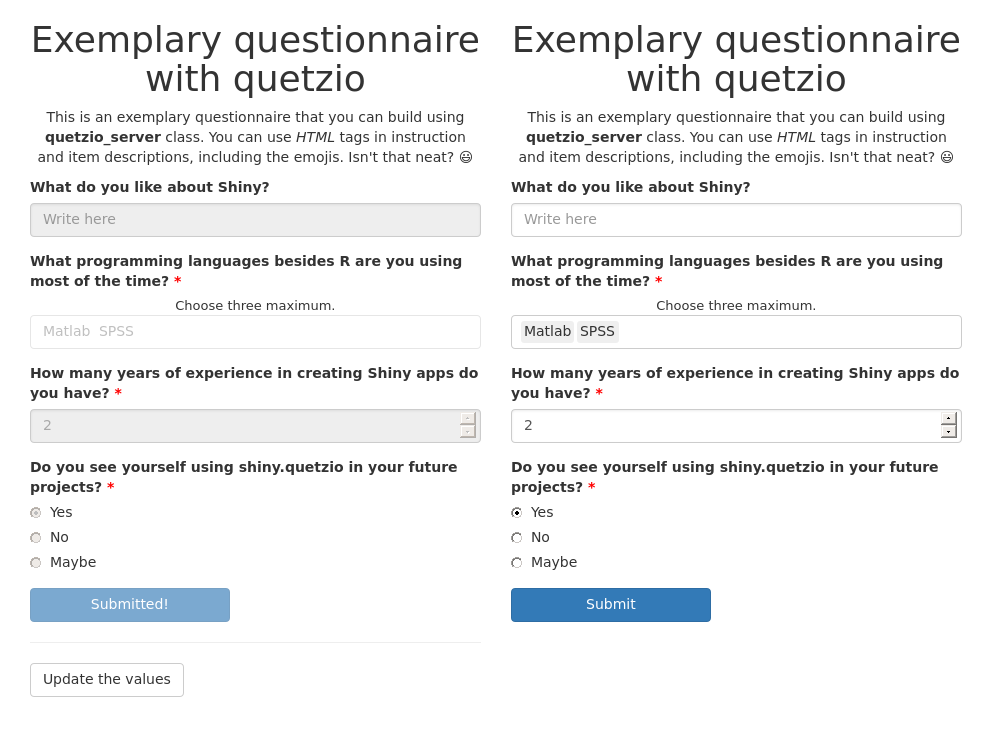 Exemplary questionnaire
with quetzio
This is an exemplary questionnaire that you can build using
quetzio_server class. You can use HTML tags in instruction
and item descriptions, including the emojis. Isn't that neat? 😃
What do you like about Shiny?
Write here
What programming languages besides R are you using
most of the time? *
Choose three maximum.
Matlab SPSS
How many years of experience in creating Shiny apps do
you have? *
2
Do you see yourself using shiny.quetzio in your future
projects? *
Yes
No
Maybe
Submitted!
Update the values
Exemplary questionnaire
with quetzio
This is an exemplary questionnaire that you can build using
quetzio_server class. You can use HTML tags in instruction
and item descriptions, including the emojis. Isn't that neat? 😃
What do you like about Shiny?
Write here
What programming languages besides R are you using
most of the time? *
Choose three maximum.
Matlab SPSS
How many years of experience in creating Shiny apps do
you have? *
2
Do you see yourself using shiny.quetzio in your future
projects? *
Yes
No
Maybe
Submit